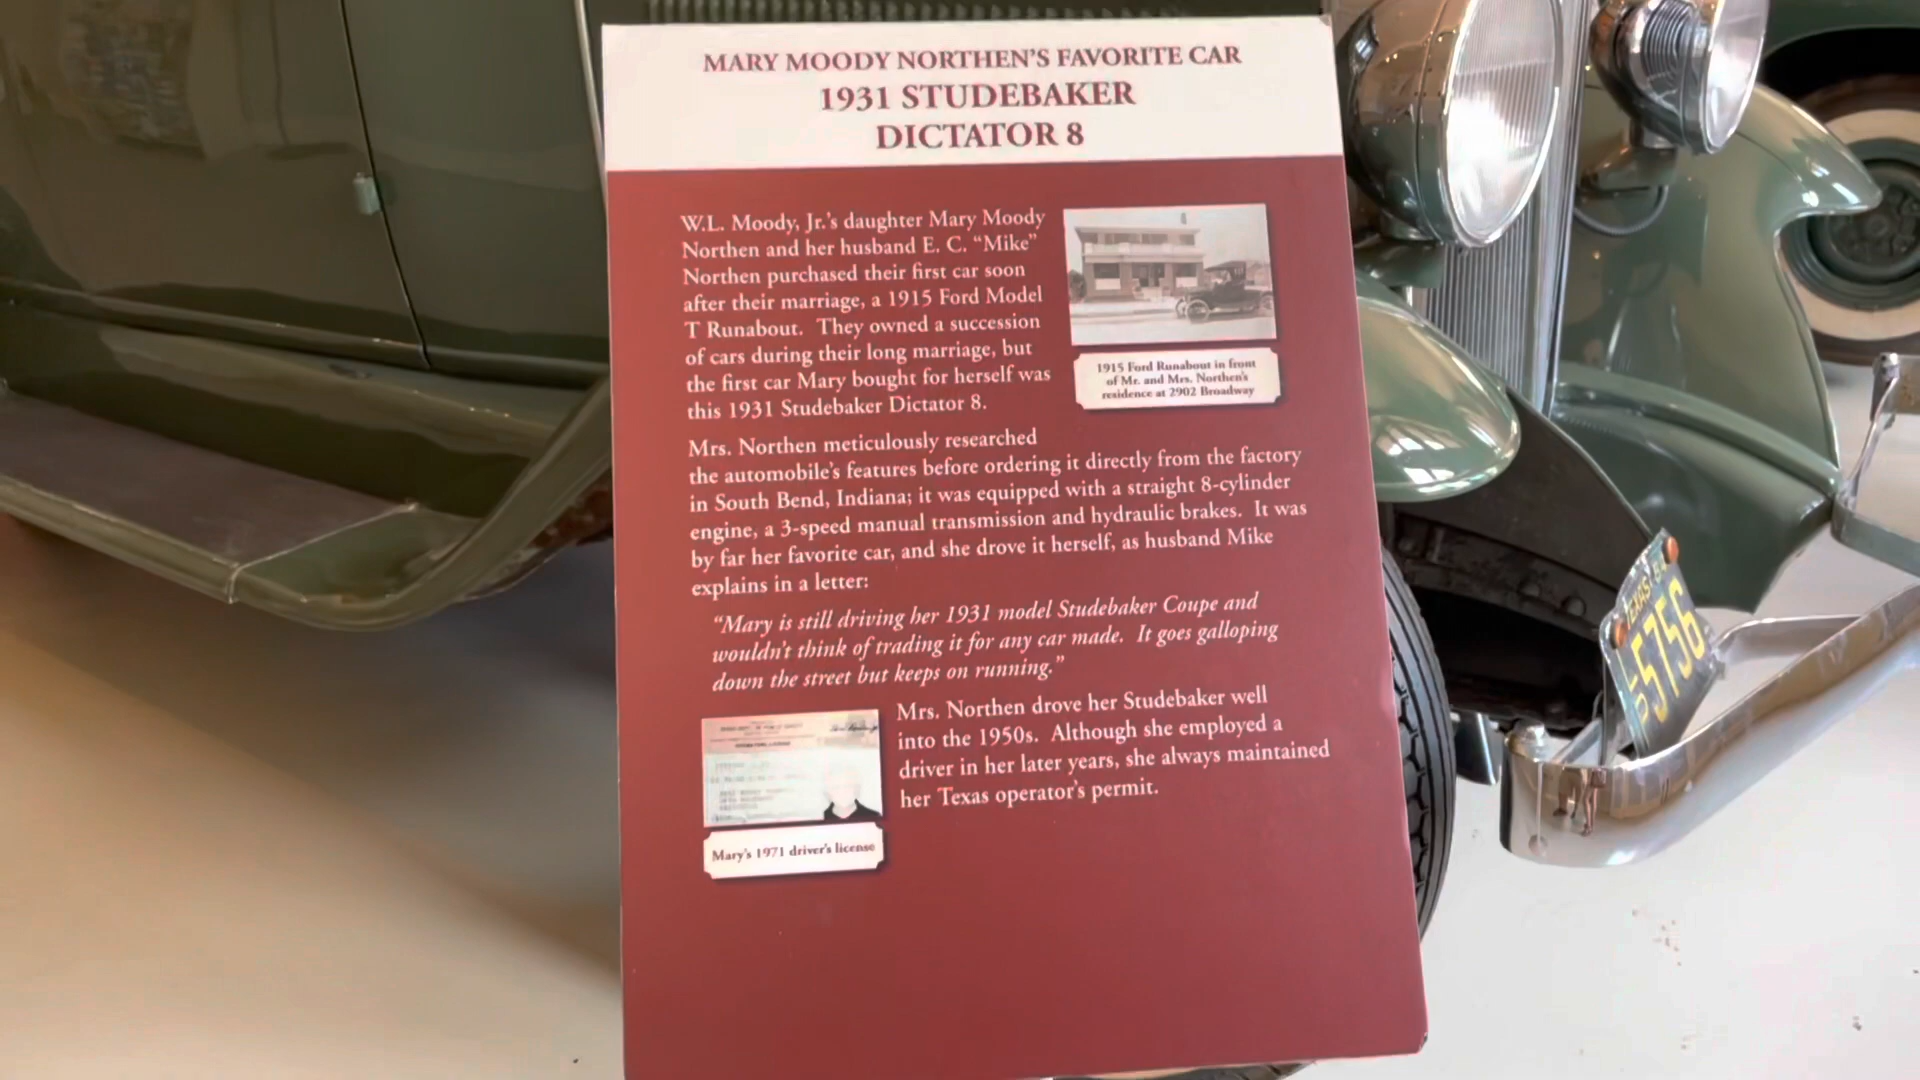 MARY MOODY NORTHEN'S FAVORITE CAR
1931 STUDEBAKER
DICTATOR 8
W.L. Moody, Jr.'s daughter Mary Moody
Northen and her husband E. C. “Mike”
Northen purchased their first car soon
after their marriage, a 1915 Ford Model
T Runabout. They owned a succession
of cars during their long marriage, but
the first car Mary bought for herself was
this 1931 Studebaker Dictator 8.
1915 Ford Runabout in front
of Mr. and Mrs. Northen's
residence at 2902 Broadway
Mrs. Northen meticulously researched
the automobile's features before ordering it directly from the factory
in South Bend, Indiana; it was equipped with a straight 8-cylinder
engine, a 3-speed manual transmission and hydraulic brakes. It was
by far her favorite car, and she drove it herself, as husband Mike
explains in a letter:
“Mary is still driving her 1931 model Studebaker Coupe and
wouldn't think of trading it for any car made. It goes galloping
down the street but keeps on running.”
Mrs. Northen drove her Studebaker well
into the 1950s. Although she employed a
driver in her later years, she always maintained
her Texas operator's permit.
Mary's 1971 driver's license
TEXAS
5756